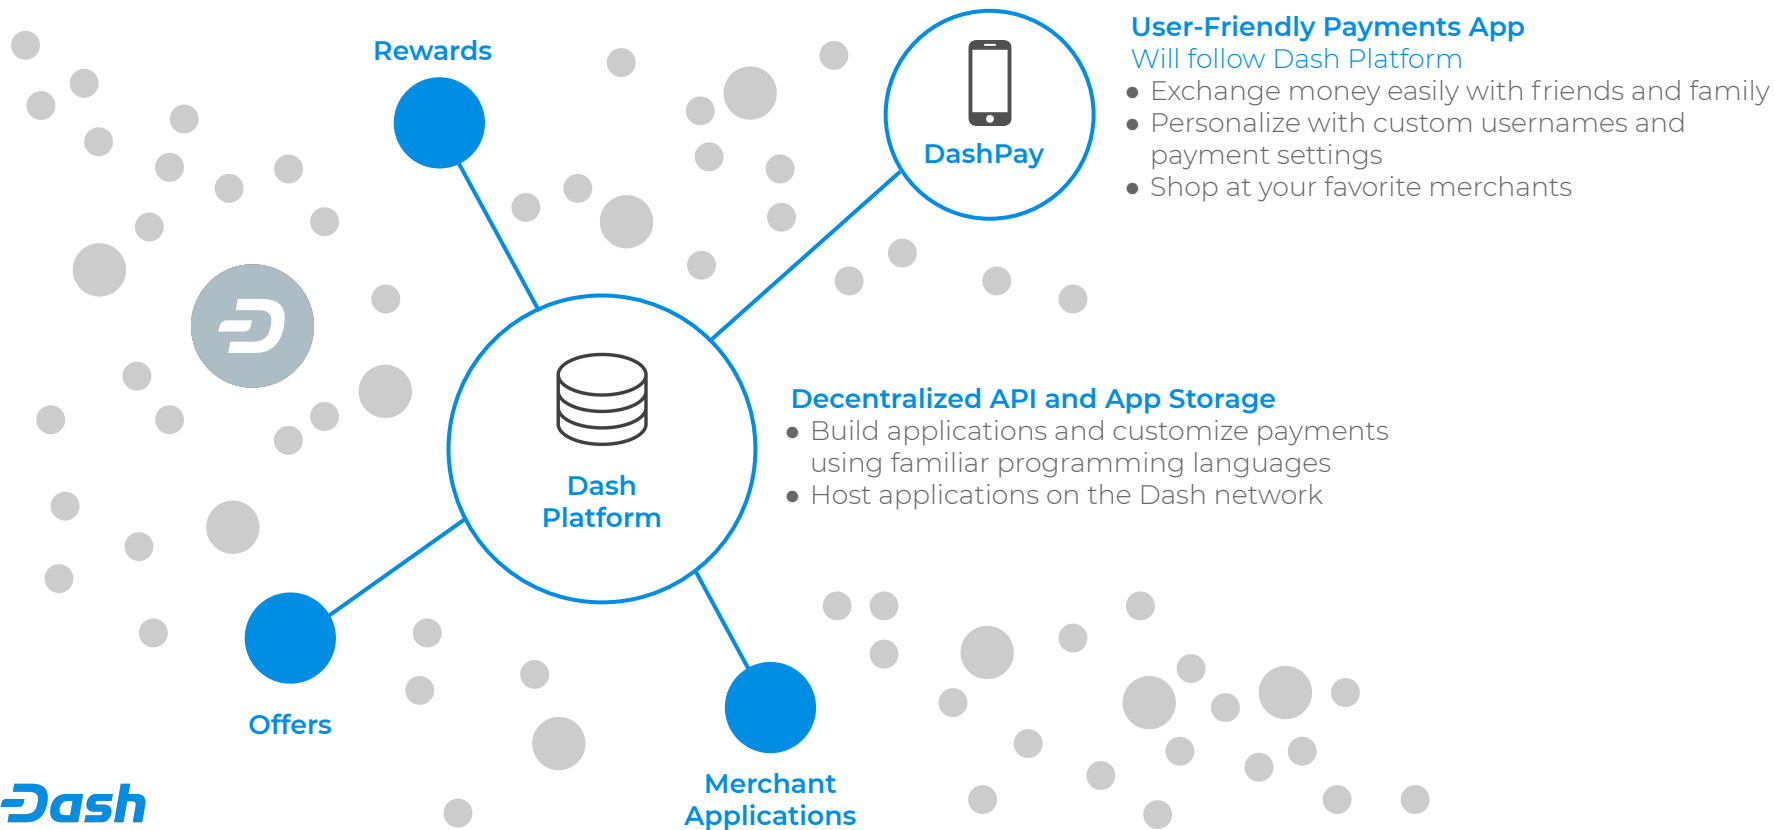 Rewards
User-Friendly Payments App
Will follow Dash Platform
● Exchange money easily with friends and family
● Personalize with custom usernames and
payment settings
● Shop at your favorite merchants
DashPay
Decentralized API and App Storage
● Build applications and customize payments
using familiar programming languages
● Host applications on the Dash network
Dash
Platform
Offers
Merchant
Applications
Dash